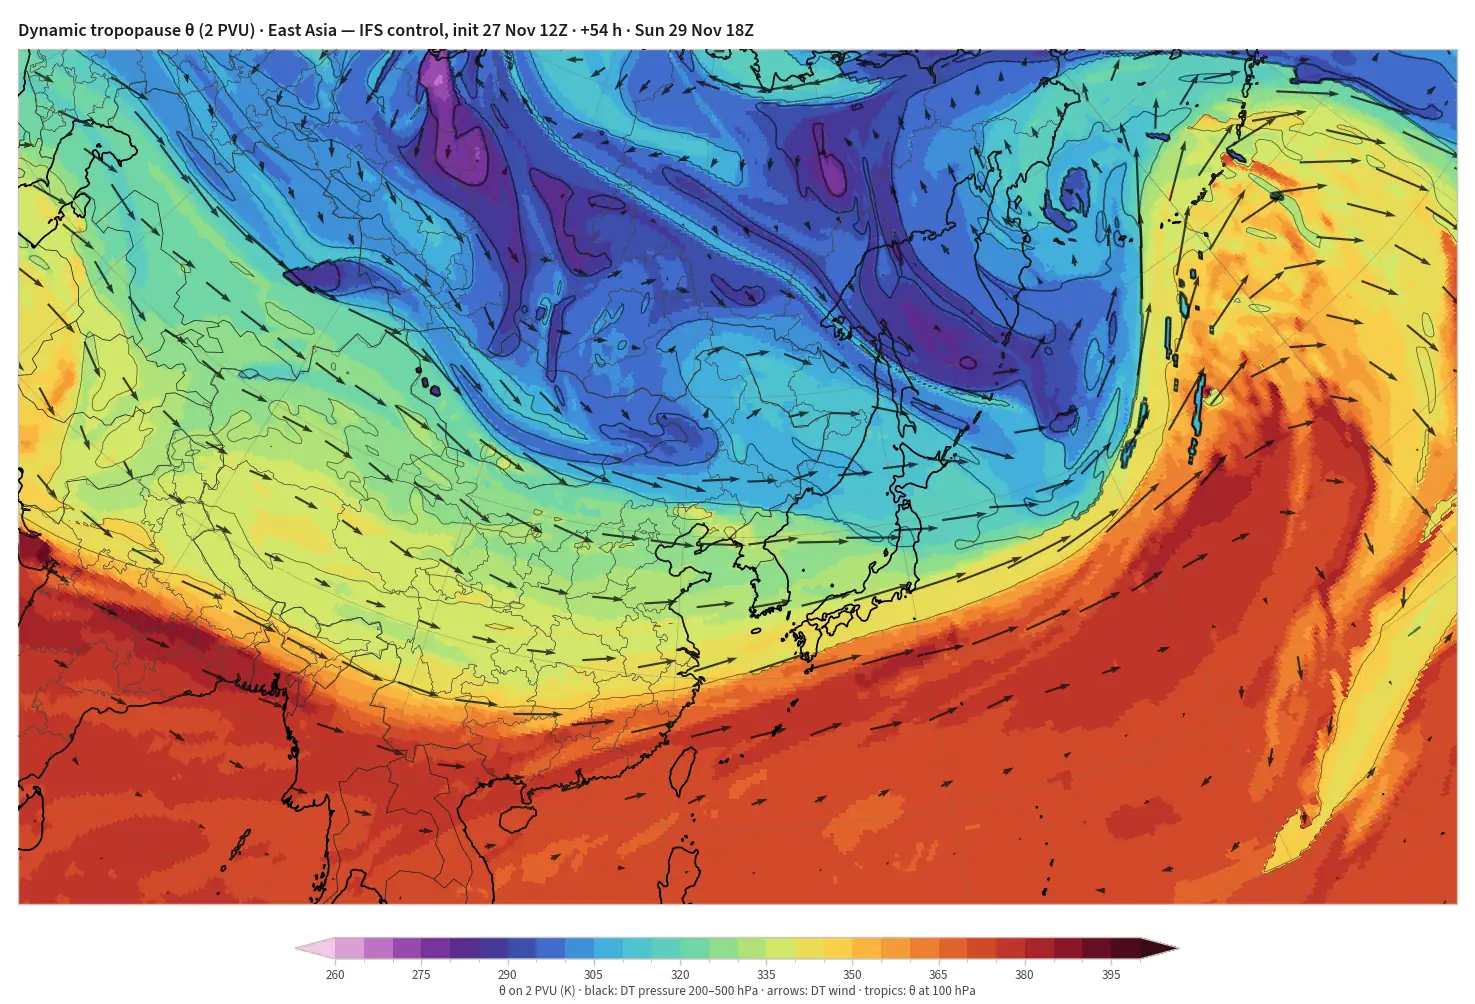 Dynamic tropopause θ (2 PVU) · East Asia — IFS control, init 27 Nov 12Z · +54 h · Sun 29 Nov 18Z
260 275 290 305 320 335 350 365 380 395
θ on 2 PVU (K) · black: DT pressure 200–500 hPa · arrows: DT wind · tropics: θ at 100 hPa